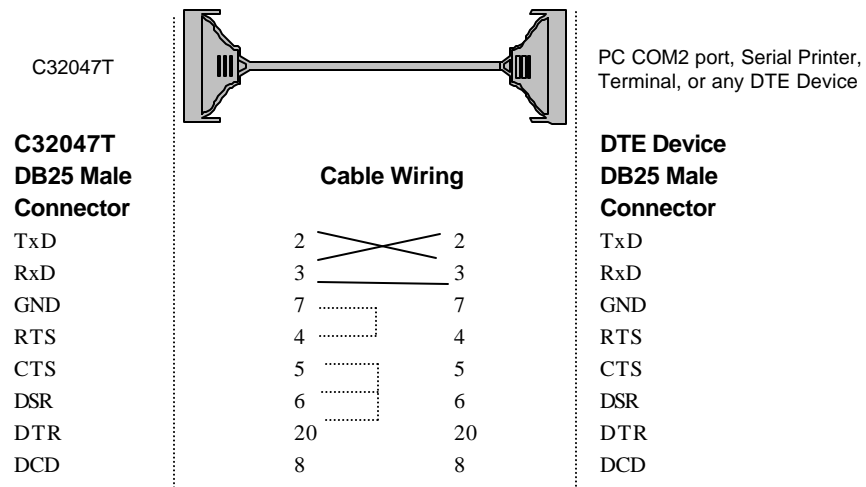 C32047T PC COM2 port, Serial Printer,
Terminal, or any DTE Device
C32047T DTE Device
DB25 Male Cable Wiring DB25 Male
Connector Connector
TxD 2 2 TxD
RxD 3 3 RxD
GND 7 7 GND
RTS 4 4 RTS
CTS 5 5 CTS
DSR 6 6 DSR
DTR 20 20 DTR
DCD 8 8 DCD